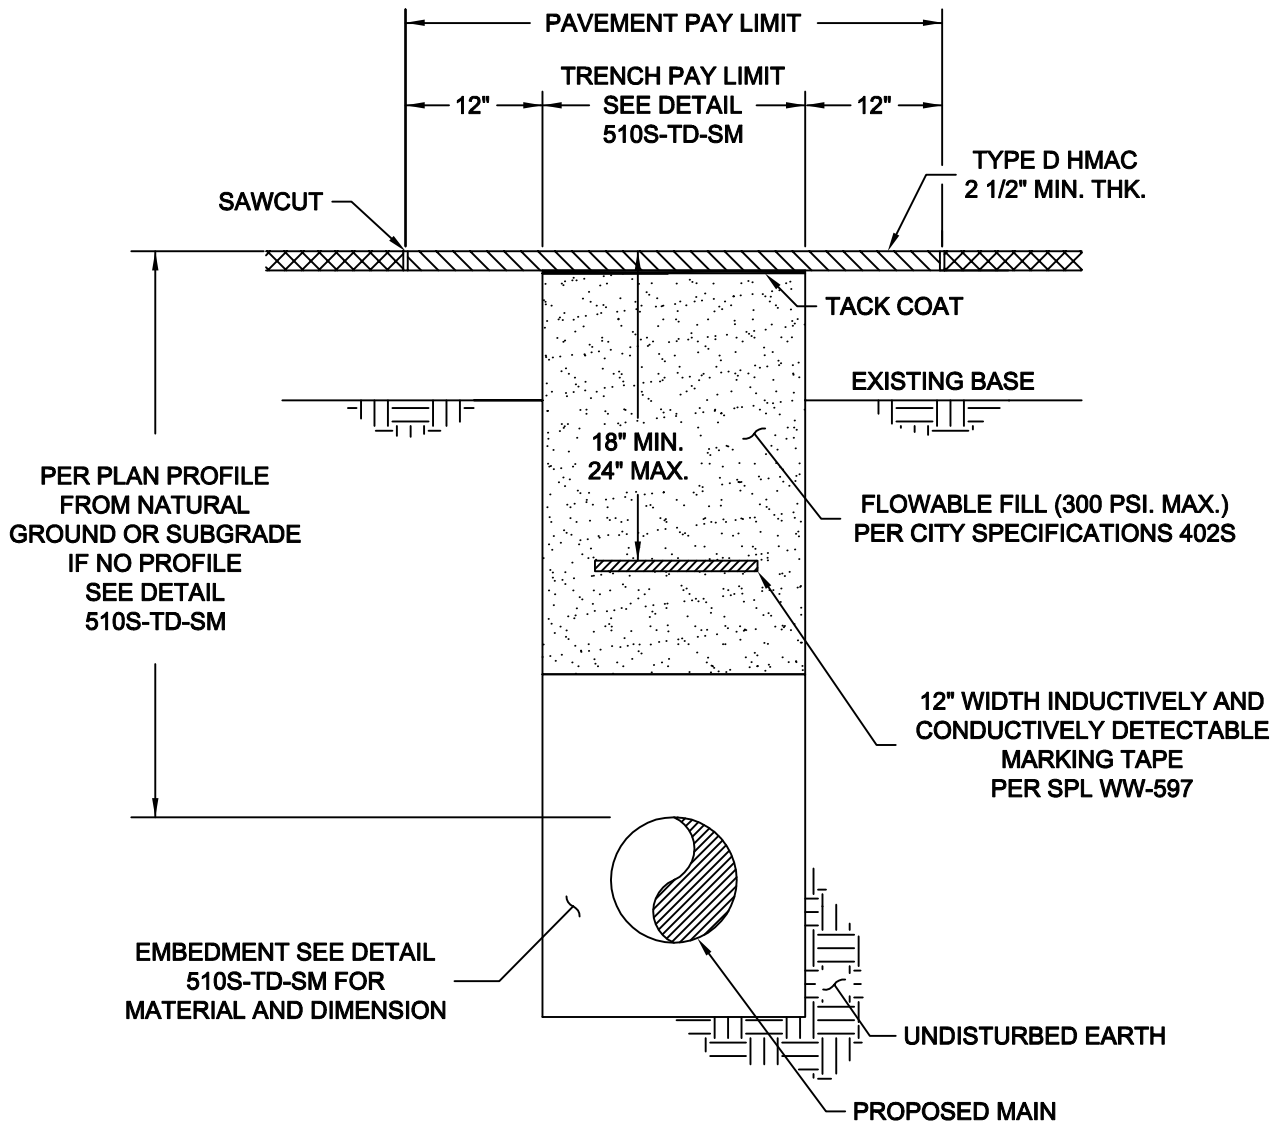 PAVEMENT PAY LIMIT
TRENCH PAY LIMIT
SEE DETAIL
510S-TD-SM
12"
12"
TYPE D HMAC
2 1/2" MIN. THK.
SAWCUT
TACK COAT
EXISTING BASE
18" MIN.
24" MAX.
PER PLAN PROFILE
FROM NATURAL
GROUND OR SUBGRADE
IF NO PROFILE
SEE DETAIL
510S-TD-SM
FLOWABLE FILL (300 PSI. MAX.)
PER CITY SPECIFICATIONS 402S
12" WIDTH INDUCTIVELY AND
CONDUCTIVELY DETECTABLE
MARKING TAPE
PER SPL WW-597
EMBEDMENT SEE DETAIL
510S-TD-SM FOR
MATERIAL AND DIMENSION
UNDISTURBED EARTH
PROPOSED MAIN